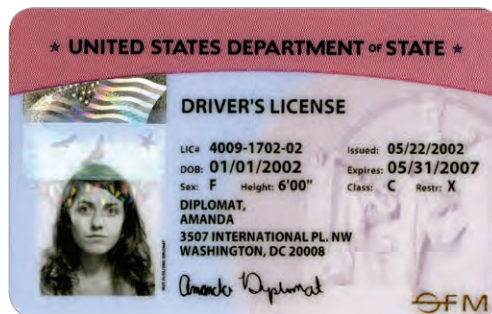 ★ UNITED STATES DEPARTMENT OF STATE ★
DRIVER'S LICENSE
LIC# 4009-1702-02 Issued: 05/22/2002
DOB: 01/01/2002 Expires: 05/31/2007
Sex: F Height: 6'00" Class: C Restr: X
DIPLOMAT,
AMANDA
3507 INTERNATIONAL PL. NW
WASHINGTON, DC 20008
Amanda Diplomat
OFM